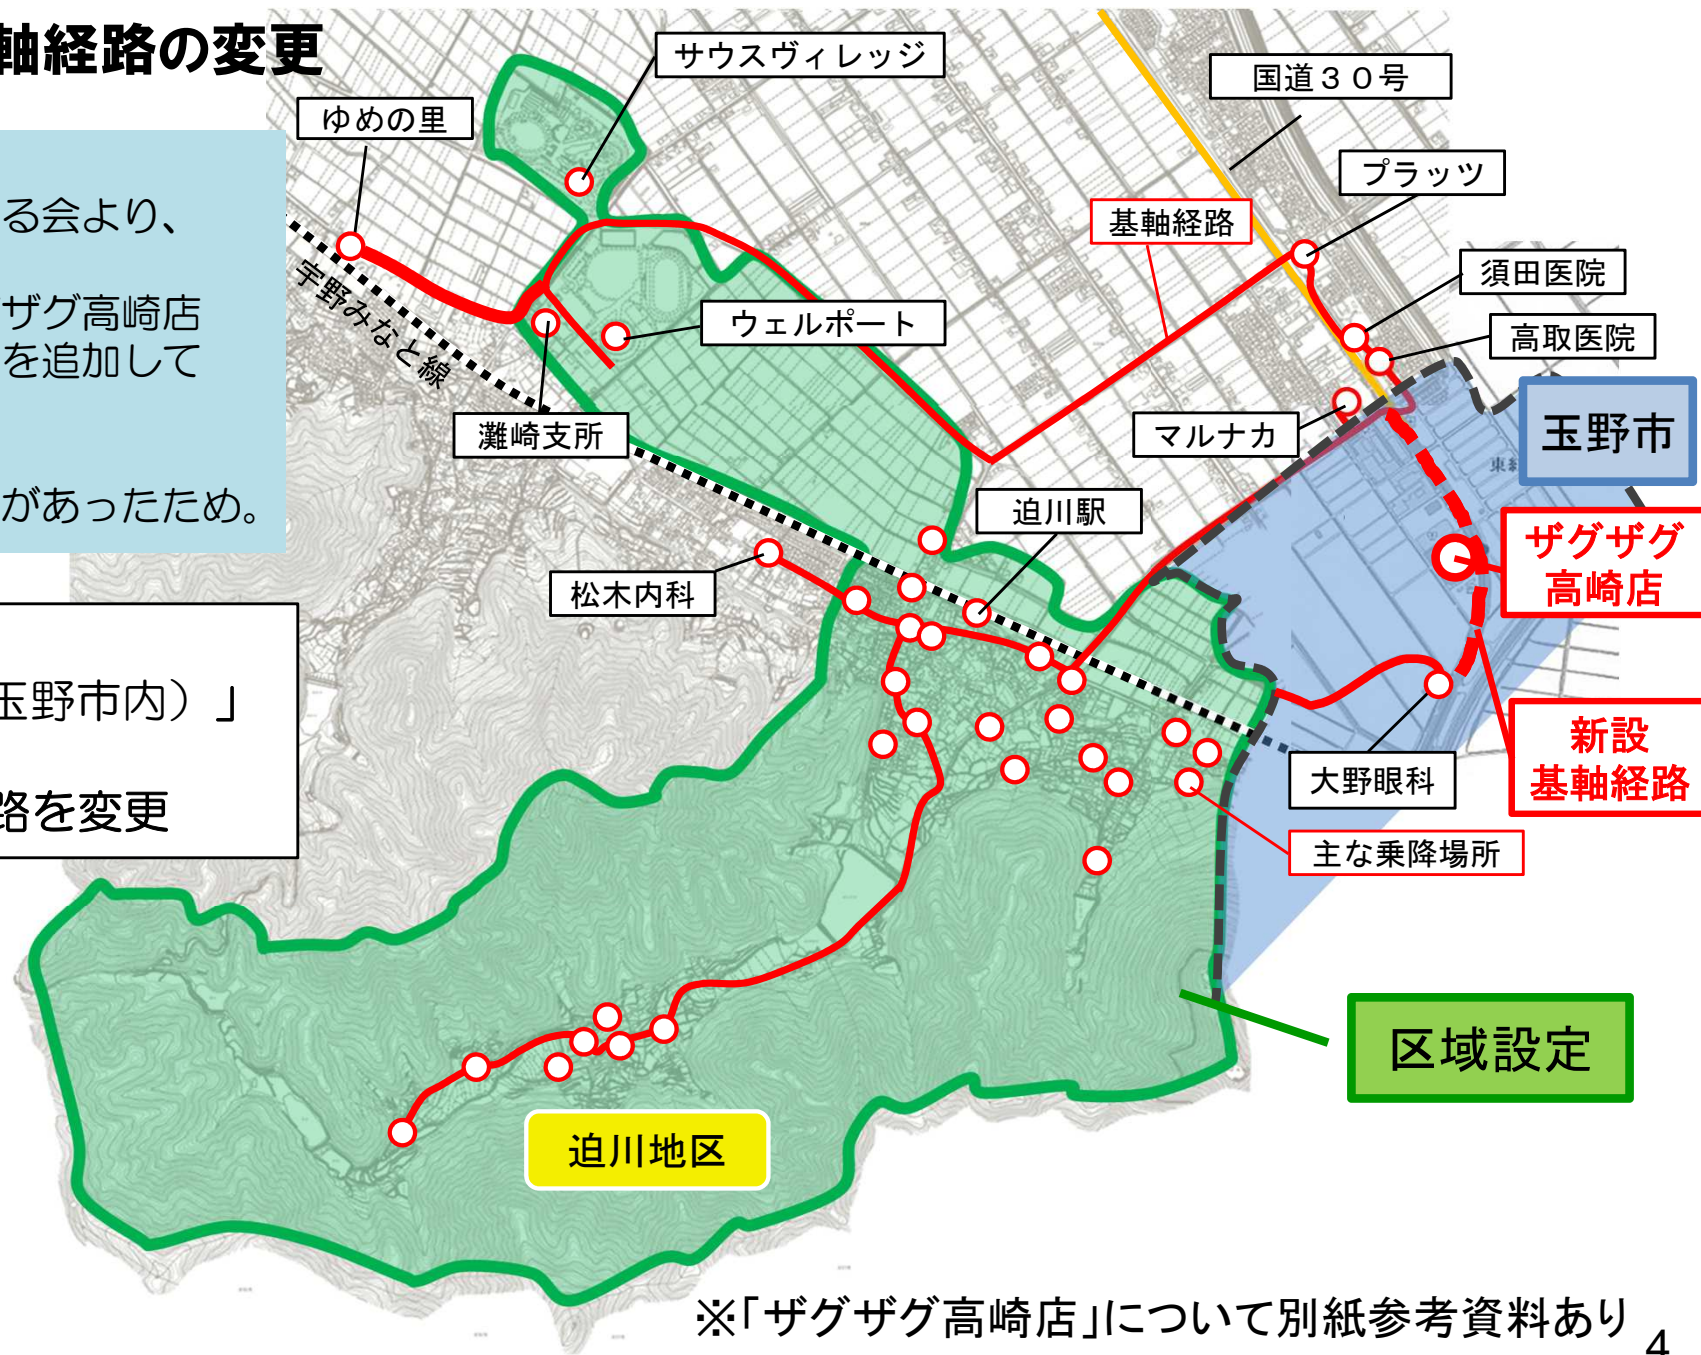 軸経路の変更
る会より、
ザグ高崎店
を追加して
があったため。
玉野市内）」
路を変更
サウスヴィレッジ
国道３０号
ゆめの里
プラッツ
基軸経路
須田医院
宇野みなと線
ウェルポート
高取医院
灘崎支所
マルナカ
玉野市
迫川駅
ザグザグ
高崎店
松木内科
新設
基軸経路
大野眼科
主な乗降場所
区域設定
迫川地区
※「ザグザグ高崎店」について別紙参考資料あり
4